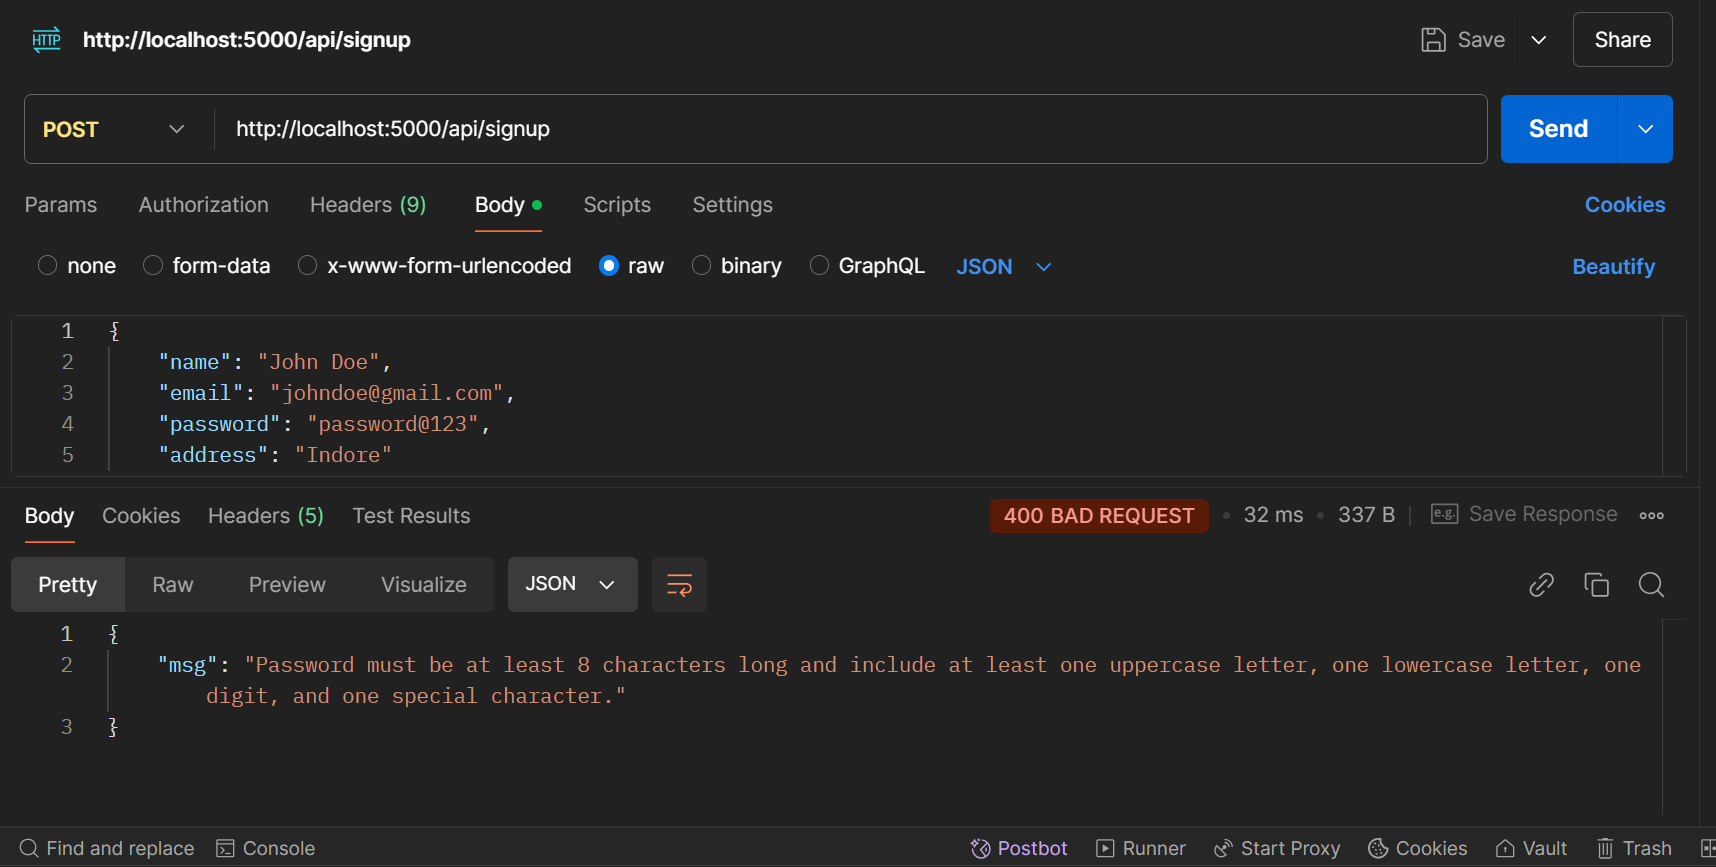 HTTP http://localhost:5000/api/signup Save Share
POST http://localhost:5000/api/signup Send
Params Authorization Headers (9) Body Scripts Settings Cookies
none form-data x-www-form-urlencoded raw binary GraphQL JSON Beautify
1 {
2 "name": "John Doe",
3 "email": "johndoe@gmail.com",
4 "password": "password@123",
5 "address": "Indore"
Body Cookies Headers (5) Test Results 400 BAD REQUEST • 32 ms • 337 B e.g. Save Response
Pretty Raw Preview Visualize JSON
1 {
2 "msg": "Password must be at least 8 characters long and include at least one uppercase letter, one lowercase letter, one
digit, and one special character."
3 }
Find and replace Console Postbot Runner Start Proxy Cookies Vault Trash